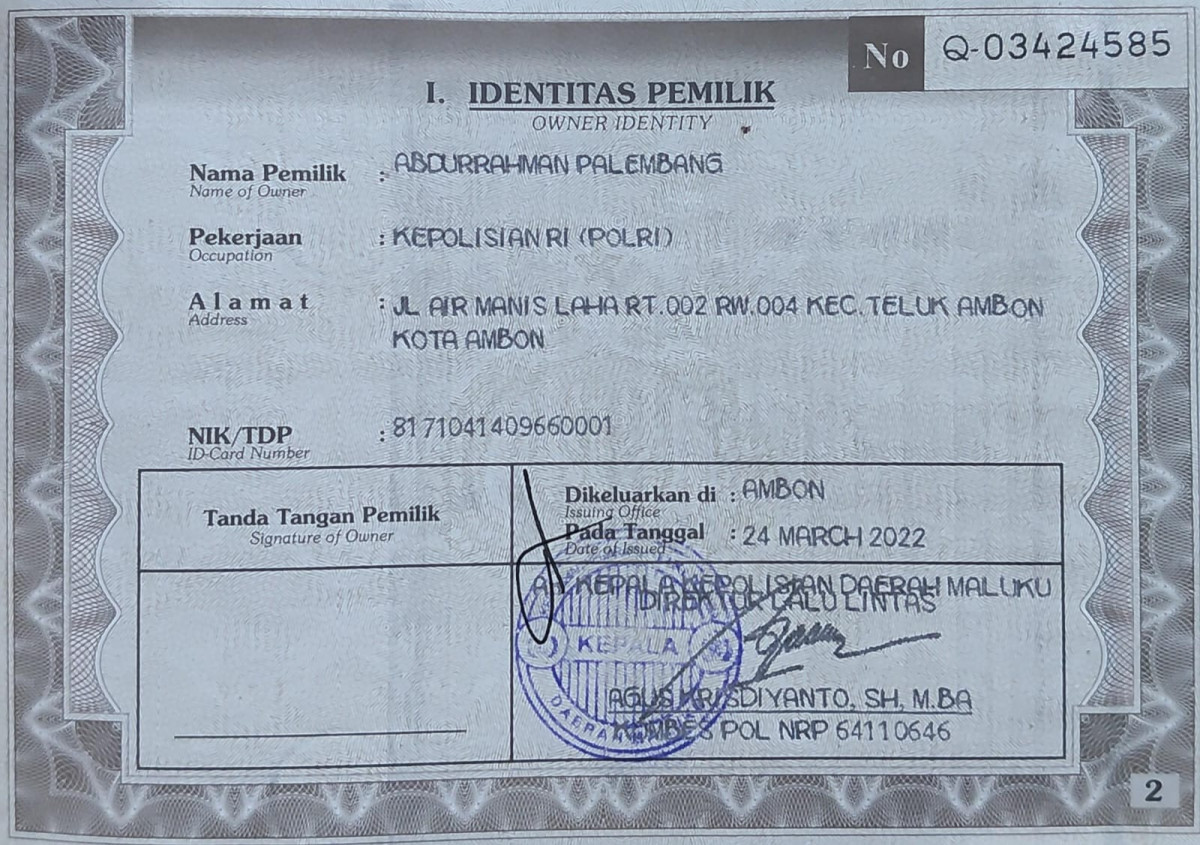 No Q-03424585
I. IDENTITAS PEMILIK
OWNER IDENTITY
Nama Pemilik : ABDURRAHMAN PALEMBANG
Name of Owner
Pekerjaan : KEPOLISIAN RI (POLRI)
Occupation
Alamat : JL AIR MANIS LAHA RT.002 RW.004 KEC. TELUK AMBON
Address
KOTA AMBON
NIK/TDP : 8171041409660001
ID-Card Number
Tanda Tangan Pemilik
Signature of Owner
Dikeluarkan di : AMBON
Issuing Office
Pada Tanggal : 24 MARCH 2022
Date of Issued
KEPALA KEPOLISIAN DAERAH MALUKU
DIREKTUR LALU LINTAS
KEPALA
DAERAH
AGUS KRISDIYANTO, SH, M.BA
KOMBES POL NRP 64110646
2